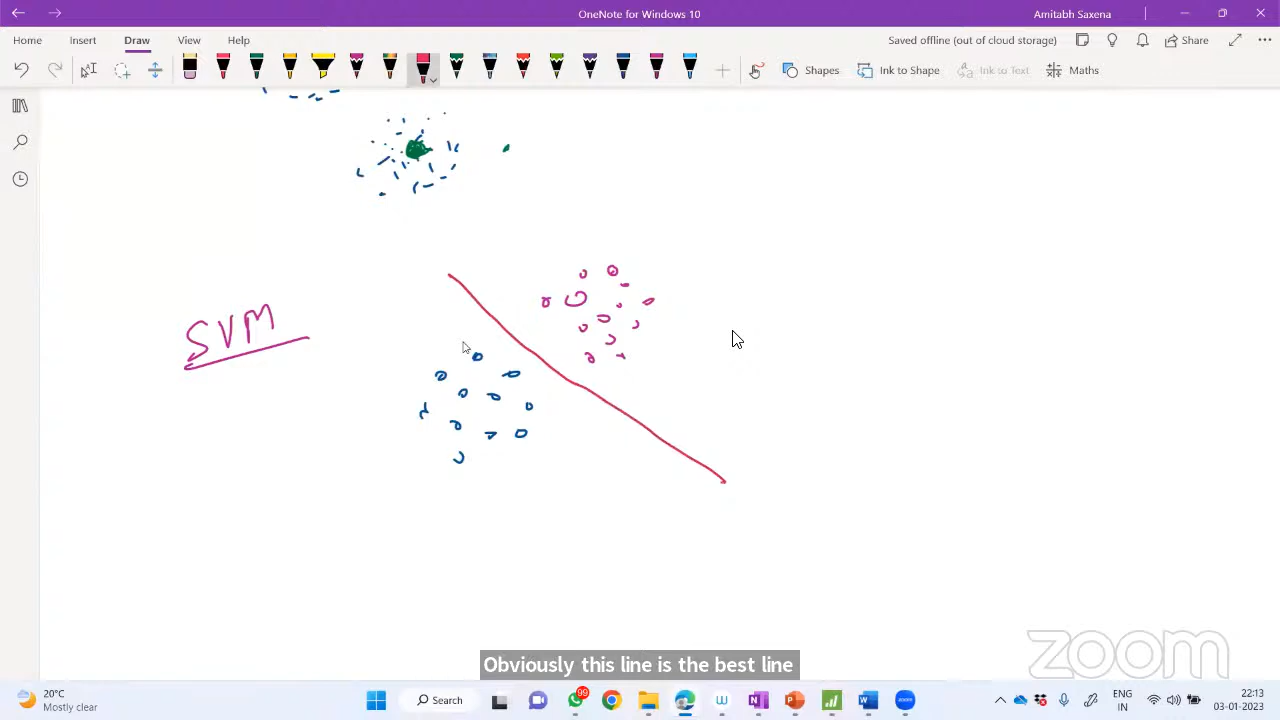 OneNote for Windows 10
Amitabh Saxena
Home Insert Draw View Help
Saved offline (out of cloud storage)
Share
Shapes
Ink to Shape
Ink to Text
Maths
SVM
Obviously this line is the best line
zoom
20°C
Mostly clear
Search
99
ENG
IN
22:13
03-01-2023